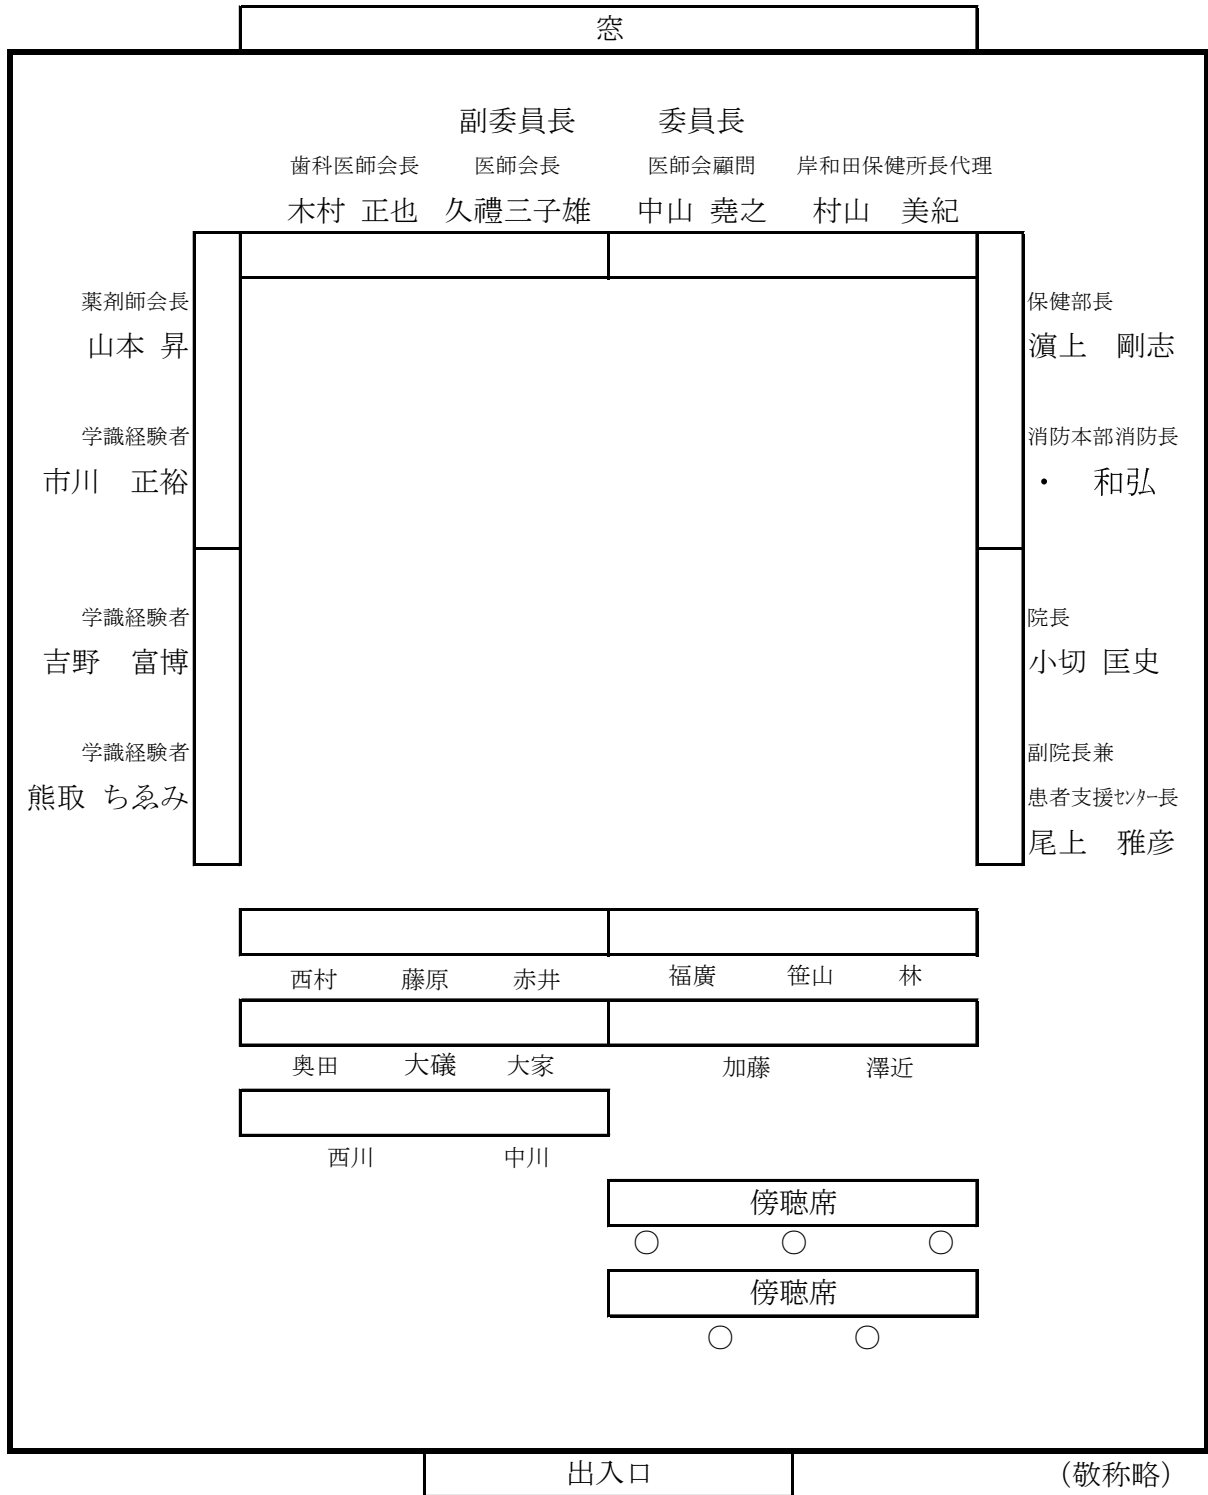 窓
副委員長 委員長
歯科医師会長 医師会長 医師会顧問 岸和田保健所長代理
木村 正也 久禮三子雄 中山 堯之 村山 美紀
薬剤師会長
山本 昇
学識経験者
市川 正裕
学識経験者
吉野 富博
学識経験者
熊取 ちゑみ
保健部長
濵上 剛志
消防本部消防長
・ 和弘
院長
小切 匡史
副院長兼
患者支援ｾﾝﾀｰ長
尾上 雅彦
西村 藤原 赤井 福廣 笹山 林
奥田 大礒 大家 加藤 澤近
西川 中川
傍聴席
○ ○ ○
傍聴席
○ ○
出入口
（敬称略）